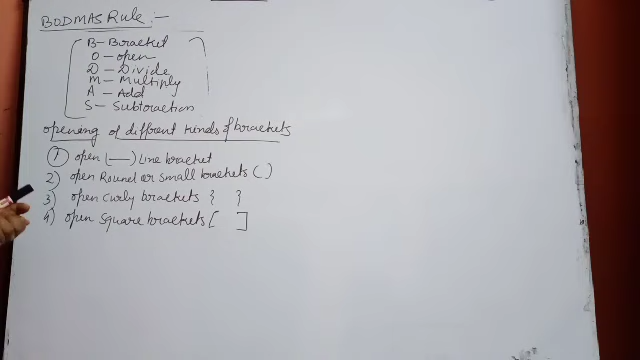 BODMAS Rule:-
B- Bracket
O - open
D - Divide
M - Multiply
A - Add
S - Subtraction
opening of different kinds of brackets
1 open (—) Line bracket
2) open Round or small brackets ( )
3) open Curly brackets { }
4) open Square brackets [ ]